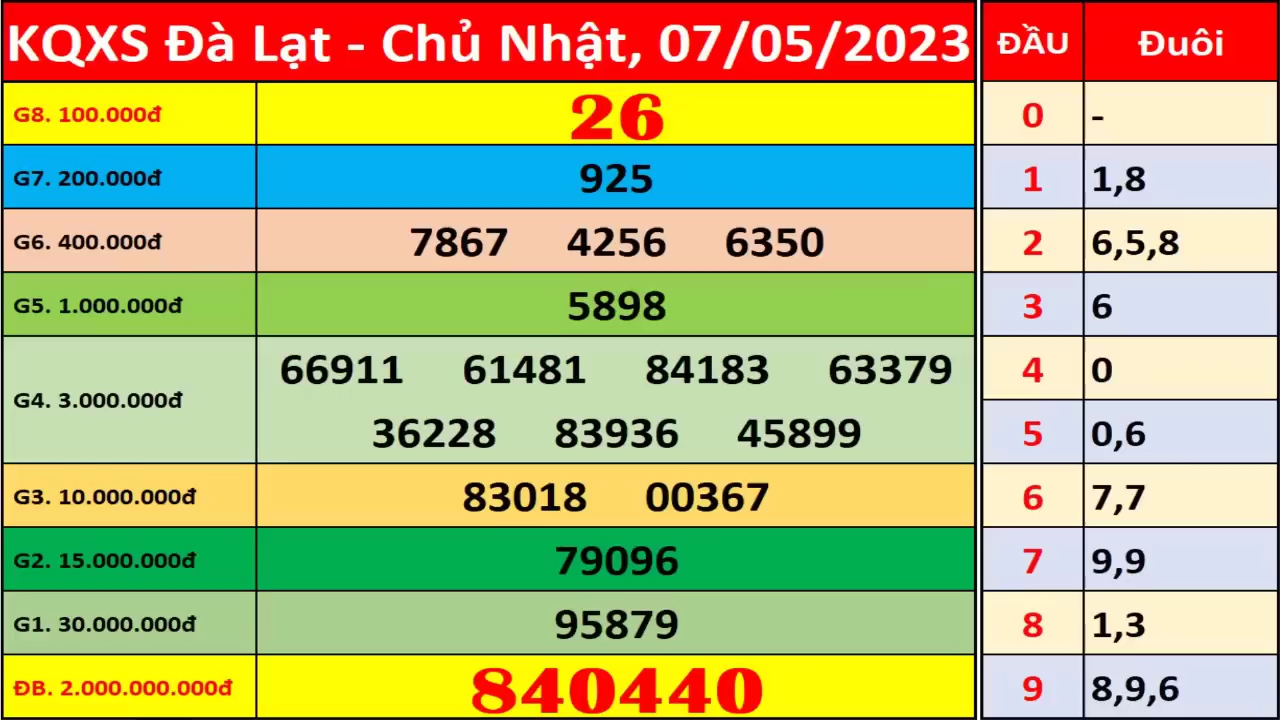 KQXS Đà Lạt - Chủ Nhật, 07/05/2023
G8. 100.000đ 26
G7. 200.000đ 925
G6. 400.000đ 7867 4256 6350
G5. 1.000.000đ 5898
G4. 3.000.000đ 66911 61481 84183 63379
36228 83936 45899
G3. 10.000.000đ 83018 00367
G2. 15.000.000đ 79096
G1. 30.000.000đ 95879
ĐB. 2.000.000.000đ 840440
ĐẦU Đuôi
0 -
1 1,8
2 6,5,8
3 6
4 0
5 0,6
6 7,7
7 9,9
8 1,3
9 8,9,6